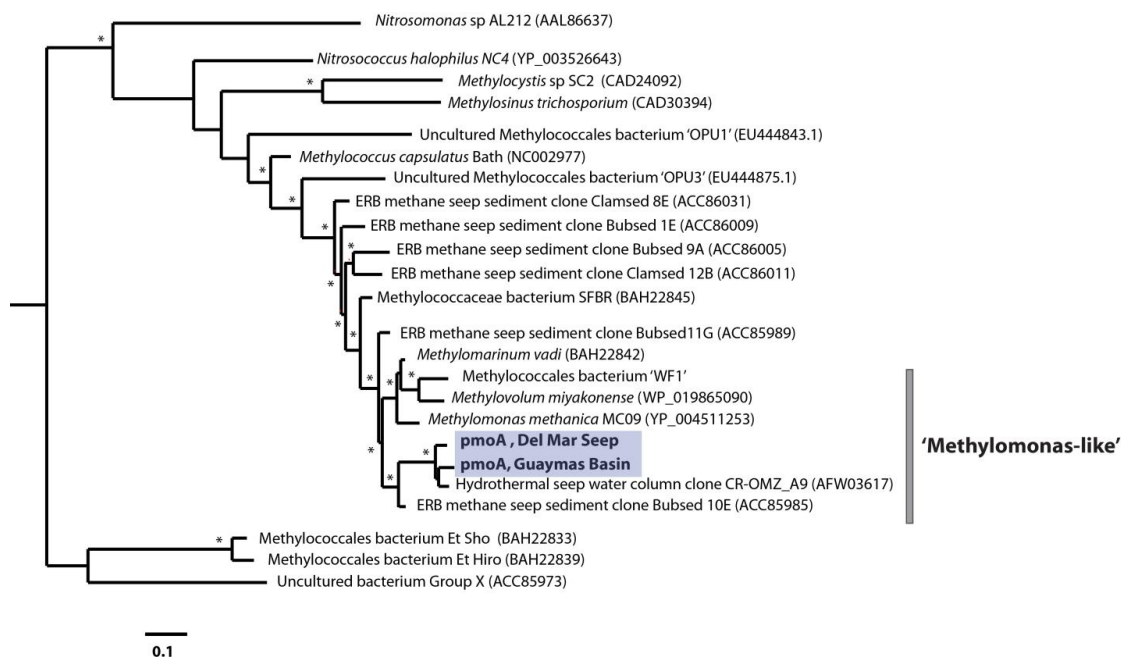 Nitrosomonas sp AL212 (AAL86637)
*
Nitrosococcus halophilus NC4 (YP_003526643)
* Methylocystis sp SC2 (CAD24092)
Methylosinus trichosporium (CAD30394)
Uncultured Methylococcales bacterium ‘OPU1’ (EU444843.1)
Methylococcus capsulatus Bath (NC002977)
*
Uncultured Methylococcales bacterium ‘OPU3’ (EU444875.1)
*
ERB methane seep sediment clone Clamsed 8E (ACC86031)
*
ERB methane seep sediment clone Bubsed 1E (ACC86009)
* ERB methane seep sediment clone Bubsed 9A (ACC86005)
ERB methane seep sediment clone Clamsed 12B (ACC86011)
*
Methylococcaceae bacterium SFBR (BAH22845)
*
*
ERB methane seep sediment clone Bubsed11G (ACC85989)
Methylomarinum vadi (BAH22842)
* * * Methylococcales bacterium ‘WF1’
Methylovolum miyakonense (WP_019865090)
Methylomonas methanica MC09 (YP_004511253)
pmoA , Del Mar Seep
‘Methylomonas-like’
* *
pmoA, Guaymas Basin
*
Hydrothermal seep water column clone CR-OMZ_A9 (AFW03617)
ERB methane seep sediment clone Bubsed 10E (ACC85985)
* Methylococcales bacterium Et Sho (BAH22833)
Methylococcales bacterium Et Hiro (BAH22839)
Uncultured bacterium Group X (ACC85973)
0.1